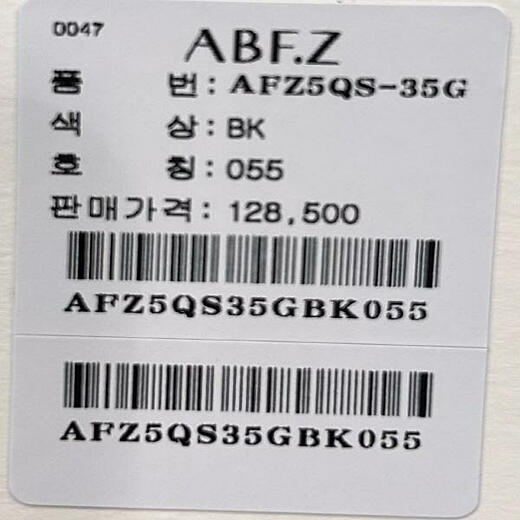 0047
ABF.Z
품 번 : AFZ5QS-35G
색 상 : BK
호 칭 : 055
판매가격 : 128,500
AFZ5QS35GBK055
AFZ5QS35GBK055